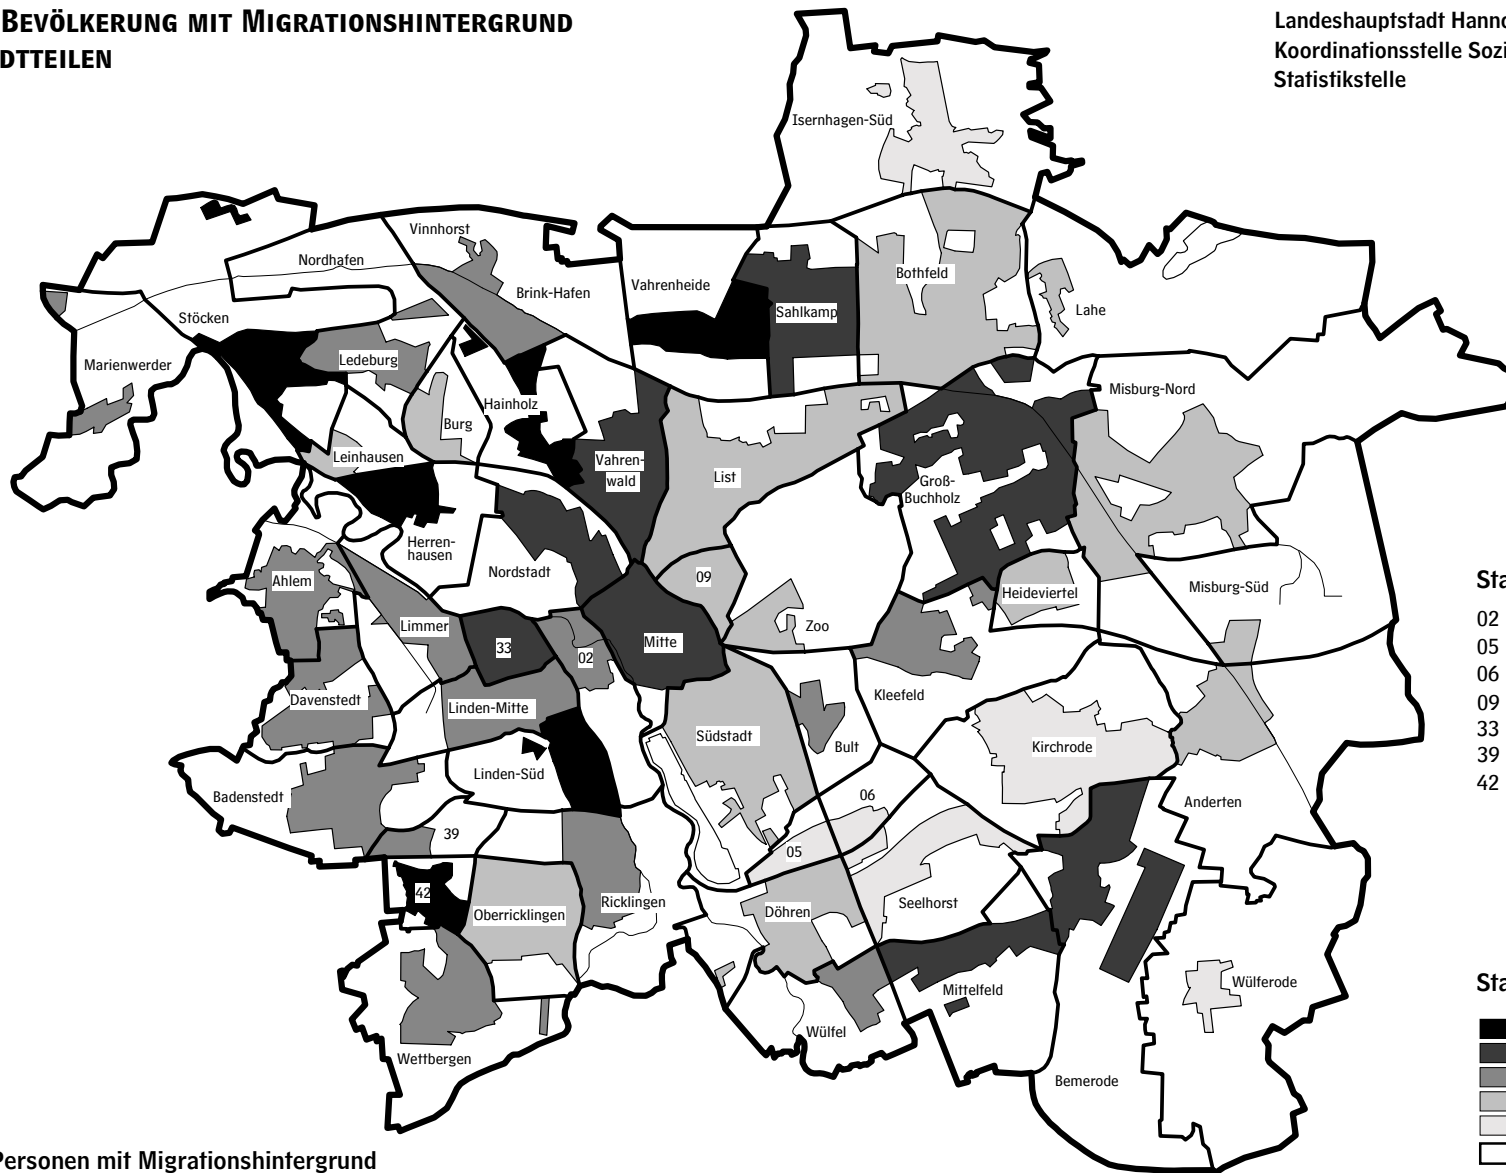 BEVÖLKERUNG MIT MIGRATIONSHINTERGRUND
DTTEILEN
Landeshauptstadt Hanno
Koordinationsstelle Sozi
Statistikstelle
Isernhagen-Süd
Vinnhorst
Nordhafen
Brink-Hafen
Vahrenheide
Bothfeld
Sahlkamp
Lahe
Stöcken
Marienwerder
Ledeburg
Misburg-Nord
Hainholz
Burg
Leinhausen
Vahren-
wald
List
Groß-
Buchholz
Herren-
hausen
Nordstadt
09
Ahlem
Heideviertel
Misburg-Süd
Limmer
33
02
Mitte
Zoo
Davenstedt
Linden-Mitte
Kleefeld
Südstadt
Bult
Kirchrode
Linden-Süd
Badenstedt
06
Anderten
39
05
42
Oberricklingen
Ricklingen
Döhren
Seelhorst
Mittelfeld
Wülferode
Wülfel
Wettbergen
Bemerode
Sta
02
05
06
09
33
39
42
Sta
Personen mit Migrationshintergrund